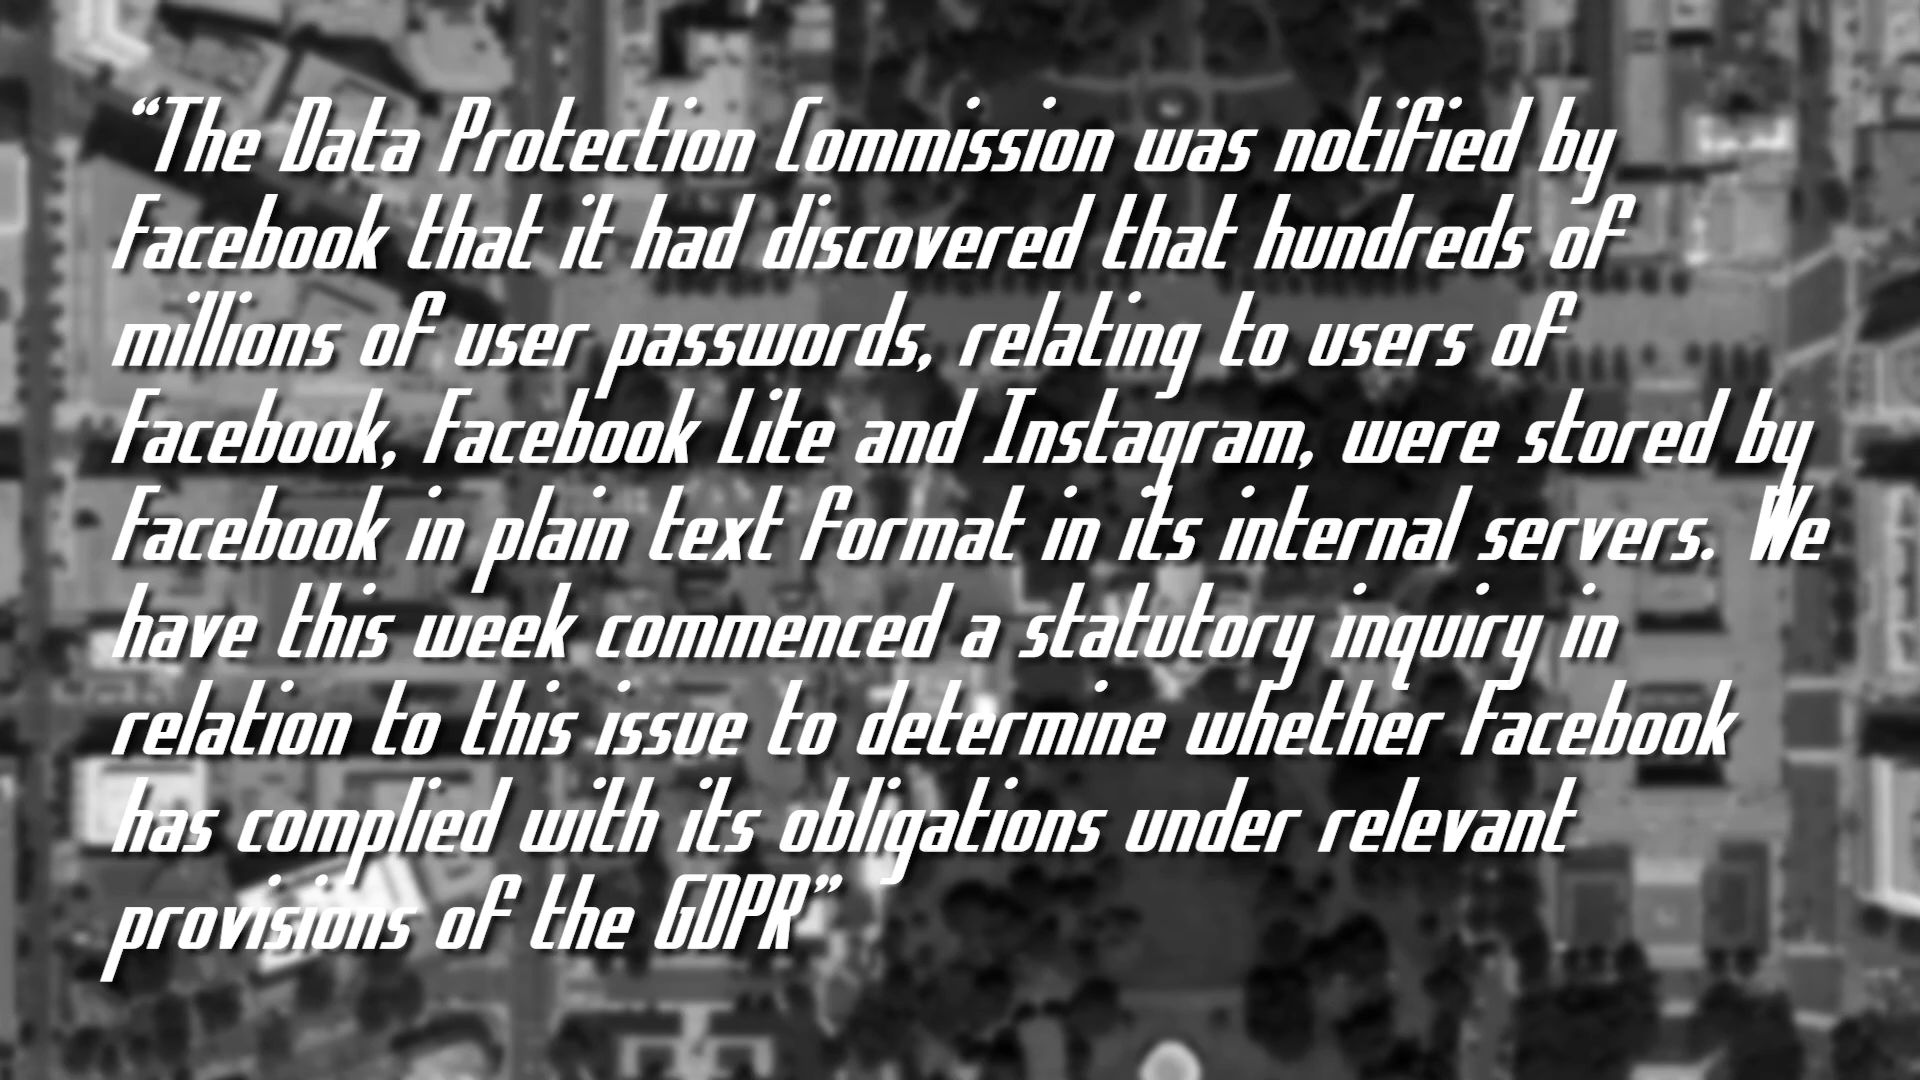 “The Data Protection Commission was notified by
Facebook that it had discovered that hundreds of
millions of user passwords, relating to users of
Facebook, Facebook Lite and Instagram, were stored by
Facebook in plain text format in its internal servers. We
have this week commenced a statutory inquiry in
relation to this issue to determine whether Facebook
has complied with its obligations under relevant
provisions of the GDPR”